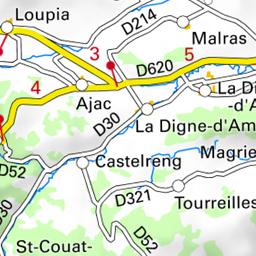 Loupia
D214
Malras
3
5
D620
4
Ajac
D30
La Di
-d'A
La Digne-d'Am
Magrie
Castelreng
D52
D321
Tourreilles
D30
D52
St-Couat-